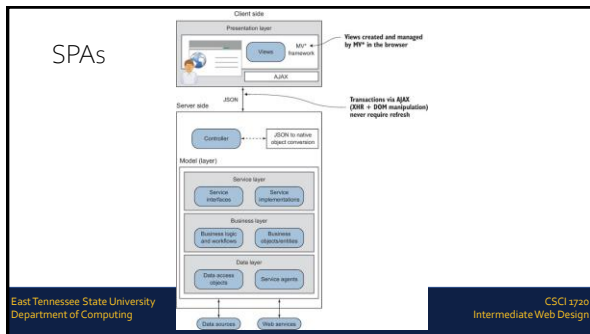 SPAs
Client side
Presentation layer
Views
MV*
framework
AJAX
Views created and managed
by MV* in the browser
JSON
Transactions via AJAX
(XHR + DOM manipulation)
never require refresh
Server side
Controller
JSON to native
object conversion
Model (layer)
Service layer
Service
interfaces
Service
implementations
Business layer
Business logic
and workflows
Business
objects/entities
Data layer
Data access
objects
Service agents
Data sources
Web services
East Tennessee State University
Department of Computing
CSCI 1720
Intermediate Web Design